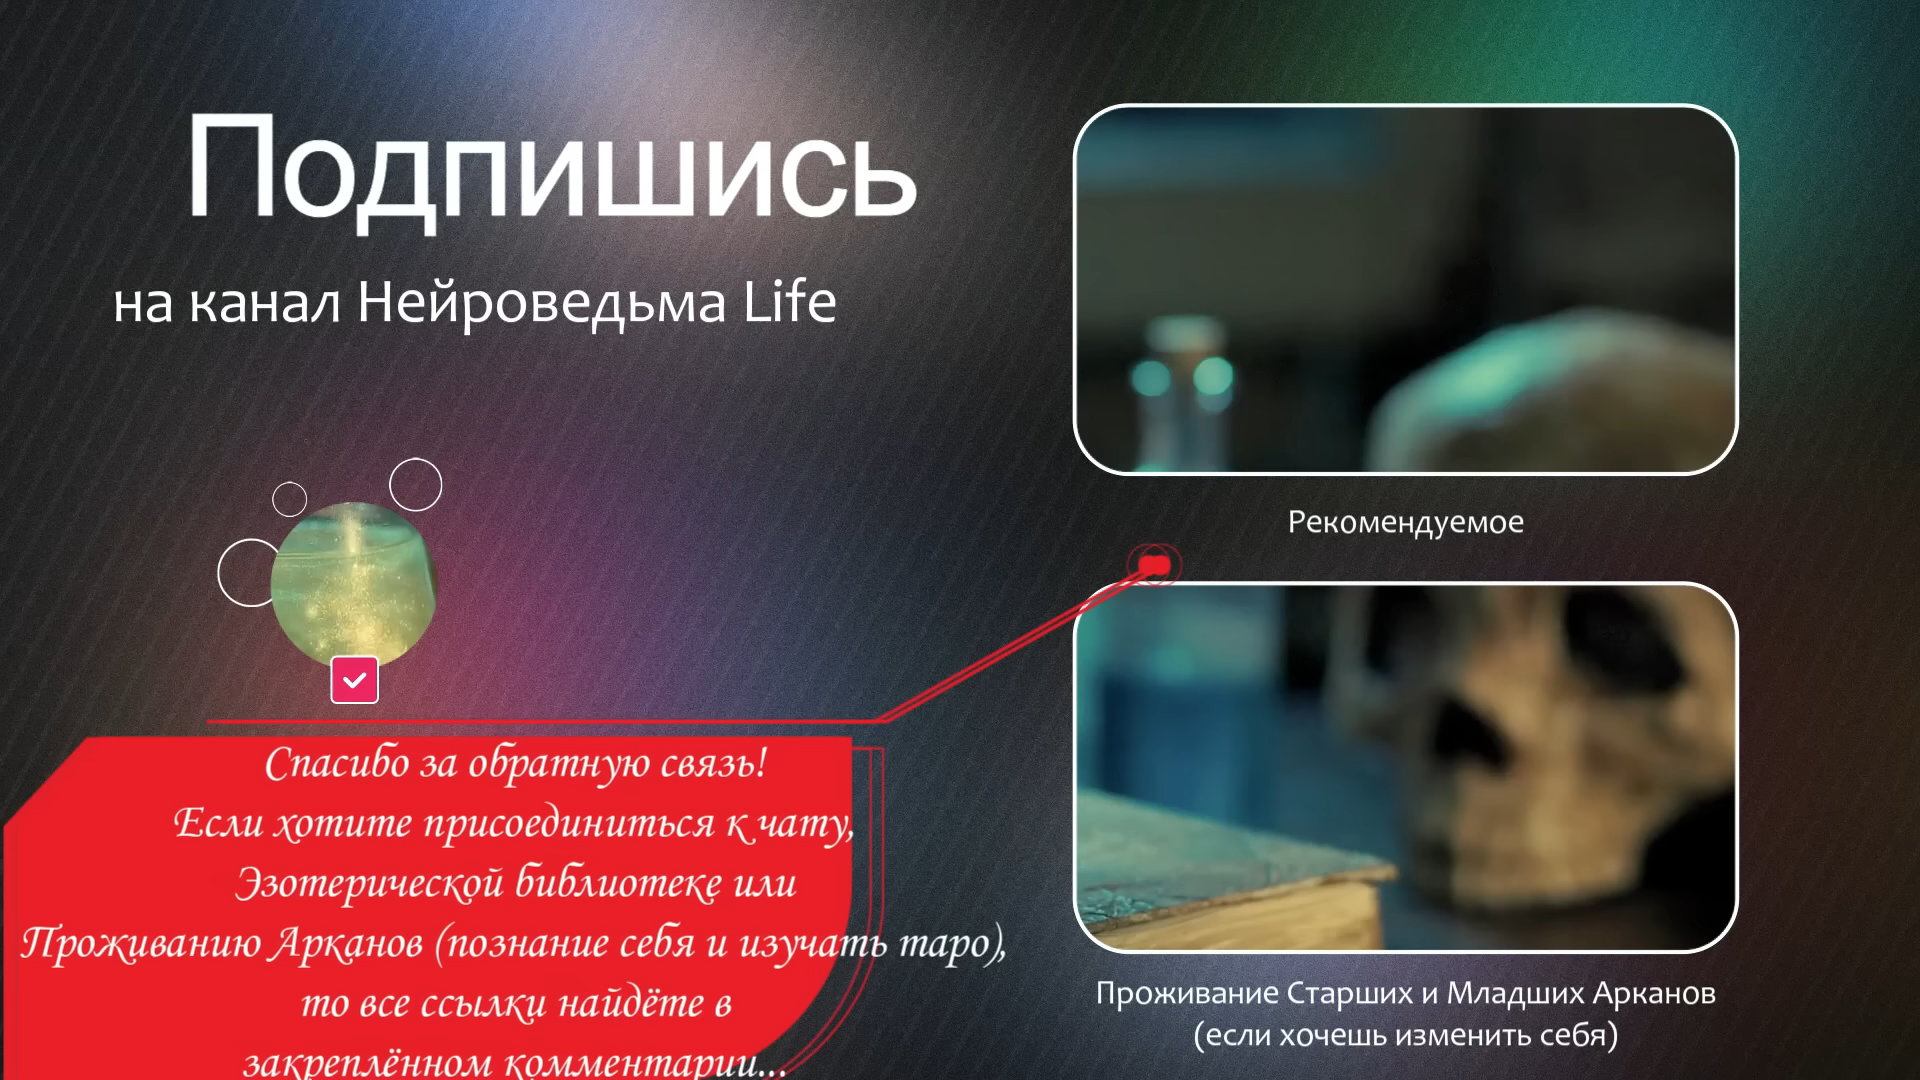 Подпишись
на канал Нейроведьма Life
Рекомендуемое
Спасибо за обратную связь!
Если хотите присоединиться к чату,
Эзотерической библиотеке или
Проживанию Арканов (познание себя и изучать таро),
то все ссылки найдёте в
закреплённом комментарии...
Проживание Старших и Младших Арканов
(если хочешь изменить себя)